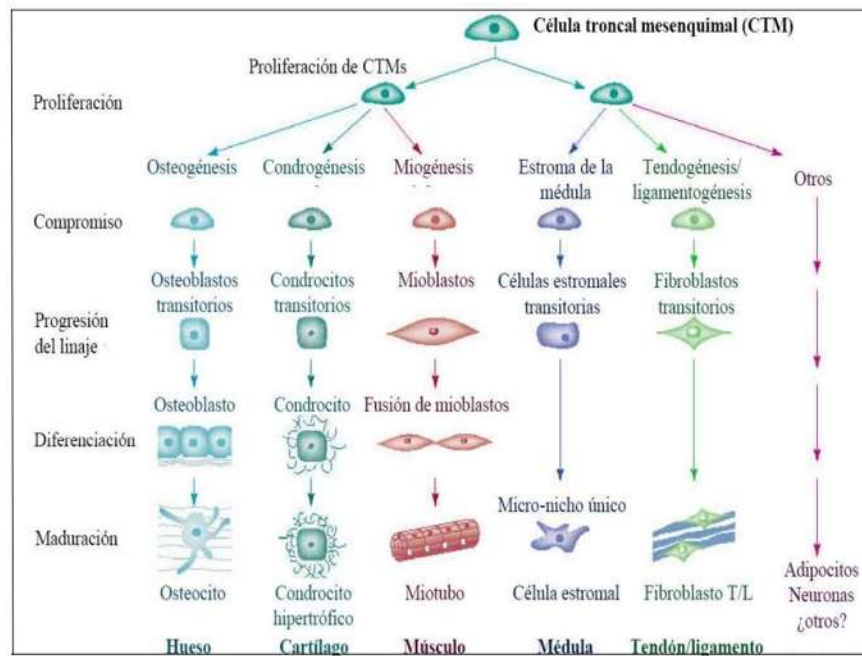 Célula troncal mesenquimal (CTM)
Proliferación de CTMs
Proliferación
Osteogénesis
Condrogénesis
Miogénesis
Estroma de la
médula
Tendogénesis/
ligamentogénesis
Otros
Compromiso
Osteoblastos
transitorios
Condrocitos
transitorios
Mioblastos
Células estromales
transitorias
Fibroblastos
transitorios
Progresión
del linaje
Osteoblasto
Condrocito
Fusión de mioblastos
Diferenciación
Micro-nicho único
Maduración
Osteocito
Condrocito
hipertrófico
Miotubo
Célula estromal
Fibroblasto T/L
Adipocitos
Neuronas
¿otros?
Hueso
Cartílago
Músculo
Médula
Tendón/ligamento